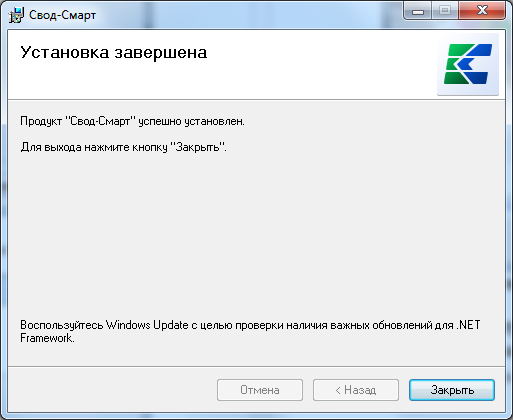 Свод-Смарт
Установка завершена
Продукт "Свод-Смарт" успешно установлен.
Для выхода нажмите кнопку "Закрыть".
Воспользуйтесь Windows Update с целью проверки наличия важных обновлений для .NET
Framework.
Отмена
< Назад
Закрыть